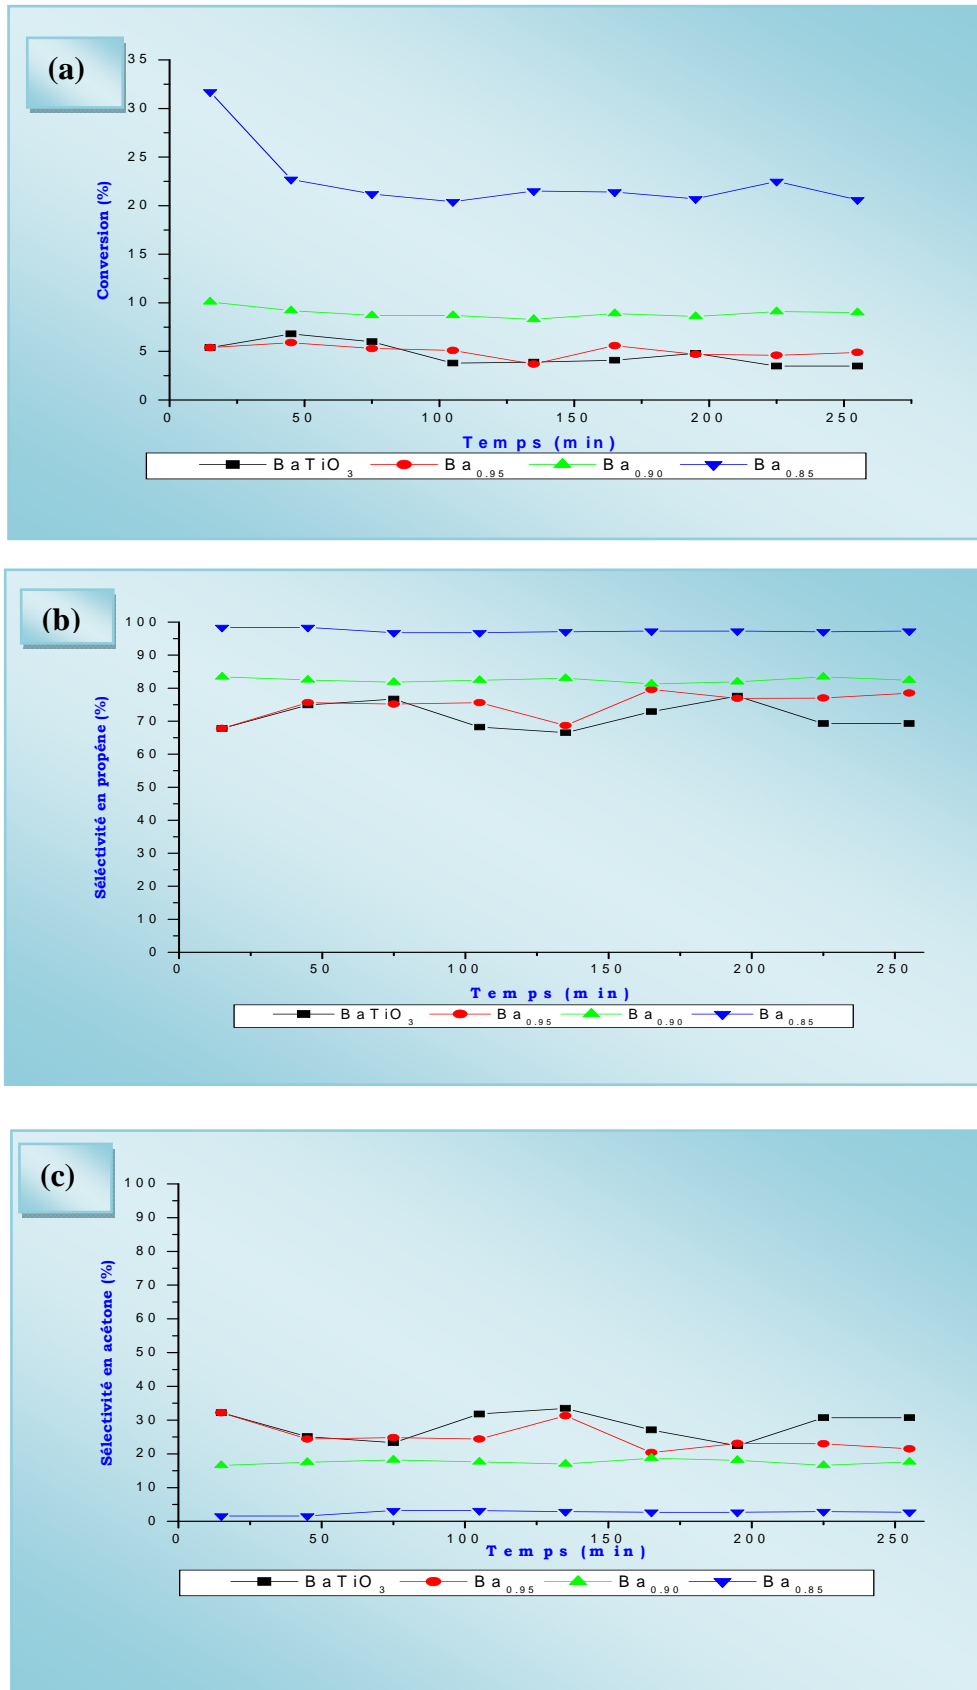 (a)
35
30
25
20
15
10
5
0
Conversion (%)
0 50 100 150 200 250
Temps (min)
BaTiO3 Ba0.95 Ba0.90 Ba0.85
(b)
100
90
80
70
60
50
40
30
20
10
0
Séléctivité en propéne (%)
0 50 100 150 200 250
Temps (min)
BaTiO3 Ba0.95 Ba0.90 Ba0.85
(c)
100
90
80
70
60
50
40
30
20
10
0
Sélectivité en acétone (%)
0 50 100 150 200 250
Temps (min)
BaTiO3 Ba0.95 Ba0.90 Ba0.85